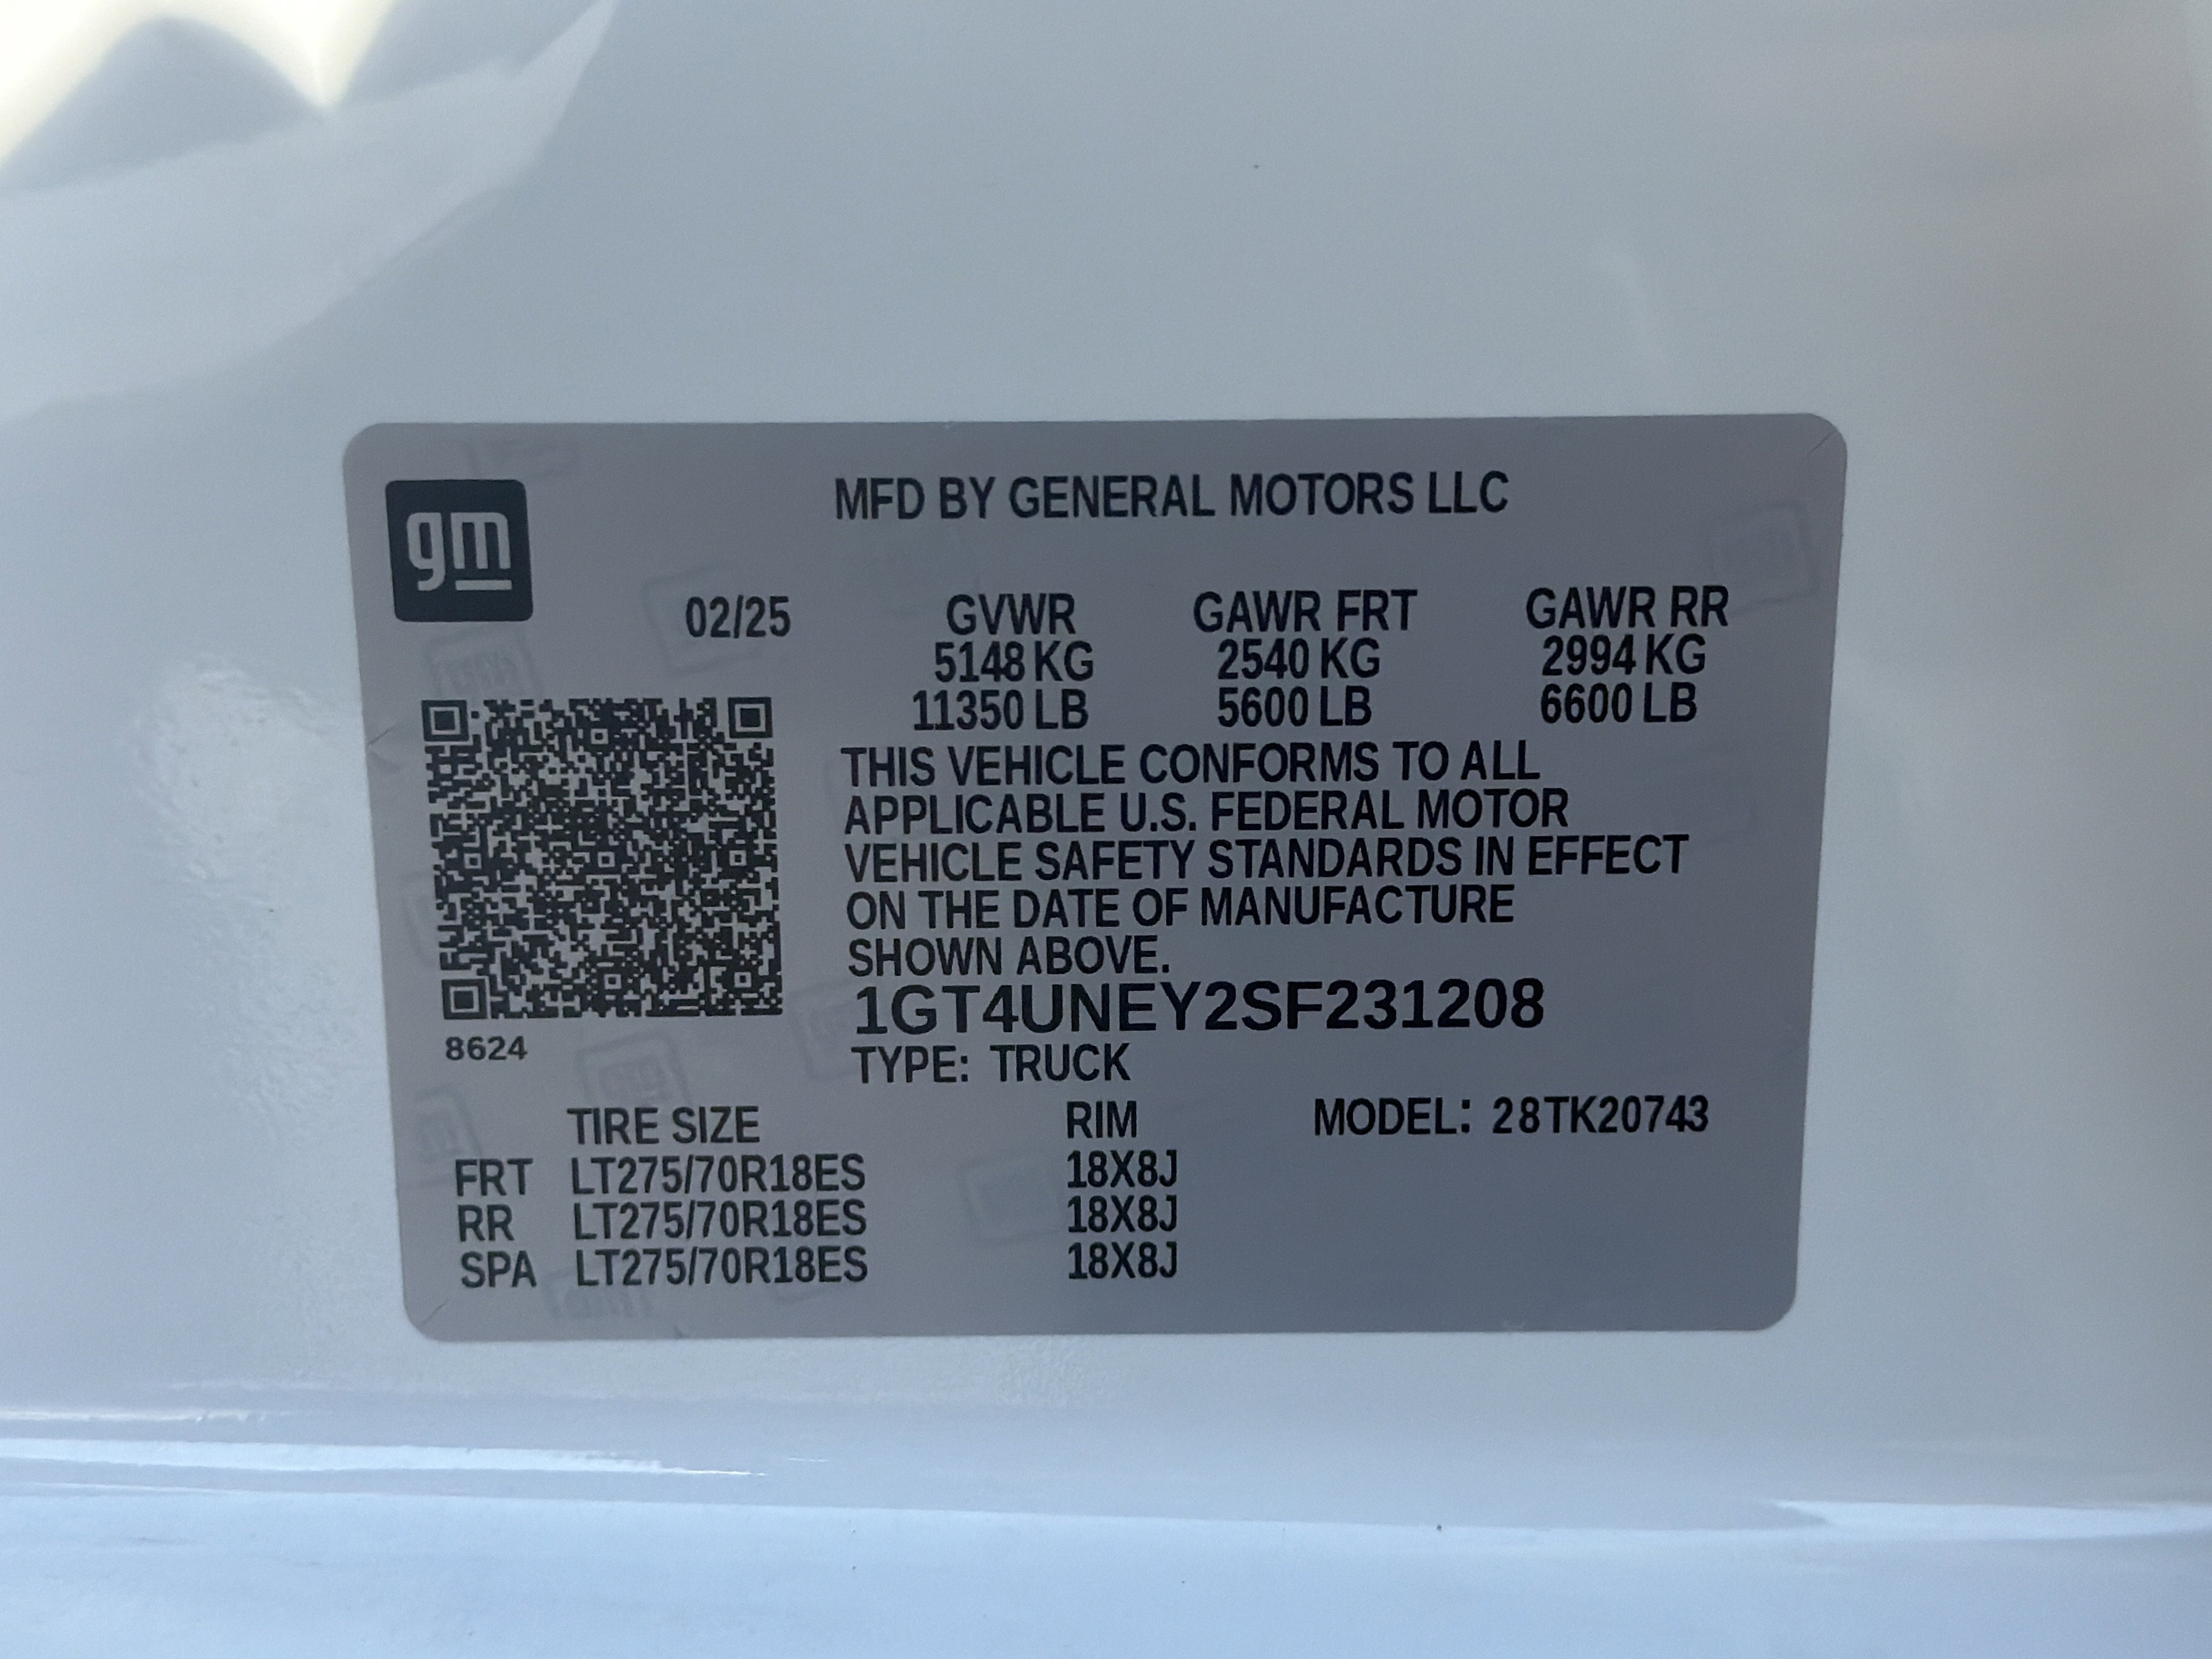 gm
MFD BY GENERAL MOTORS LLC
02/25 GVWR GAWR FRT GAWR RR
5148 KG 2540 KG 2994 KG
11350 LB 5600 LB 6600 LB
THIS VEHICLE CONFORMS TO ALL
APPLICABLE U.S. FEDERAL MOTOR
VEHICLE SAFETY STANDARDS IN EFFECT
ON THE DATE OF MANUFACTURE
SHOWN ABOVE.
1GT4UNEY2SF231208
8624
TYPE: TRUCK
TIRE SIZE RIM MODEL: 28TK20743
FRT LT275/70R18ES 18X8J
RR LT275/70R18ES 18X8J
SPA LT275/70R18ES 18X8J